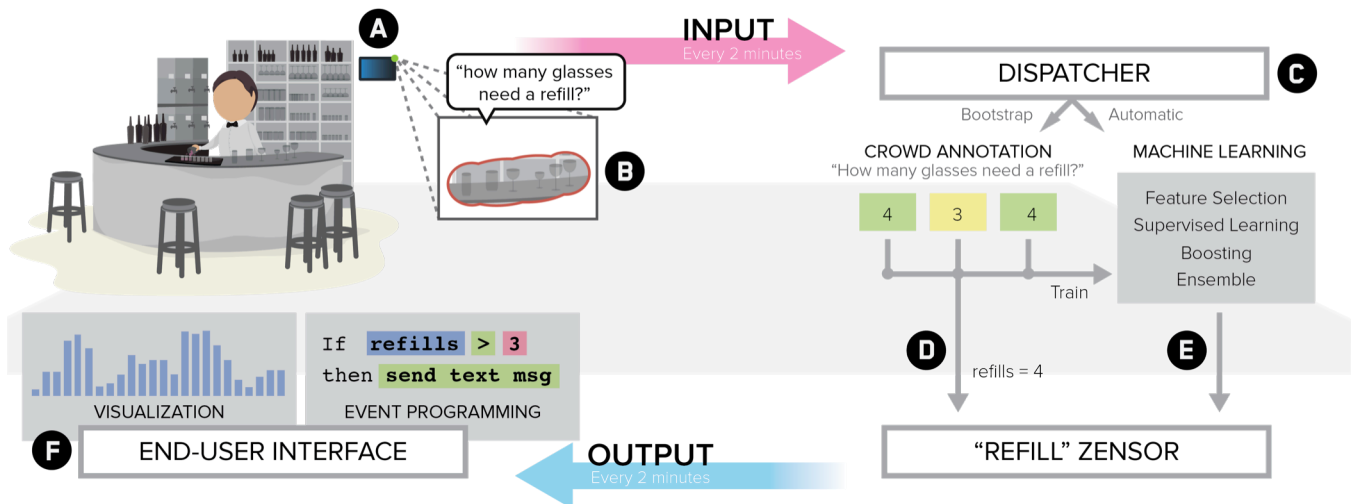 A
"how many glasses
need a refill?"
B
INPUT
Every 2 minutes
DISPATCHER
C
Bootstrap
Automatic
CROWD ANNOTATION
"How many glasses need a refill?"
4
3
4
Train
MACHINE LEARNING
Feature Selection
Supervised Learning
Boosting
Ensemble
D
refills = 4
E
"REFILL" ZENSOR
OUTPUT
Every 2 minutes
VISUALIZATION
If refills > 3
then send text msg
EVENT PROGRAMMING
F
END-USER INTERFACE